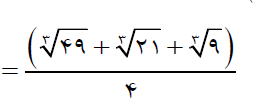 = (∛۴۹ + ∛۲۱ + ∛۹) / ۴